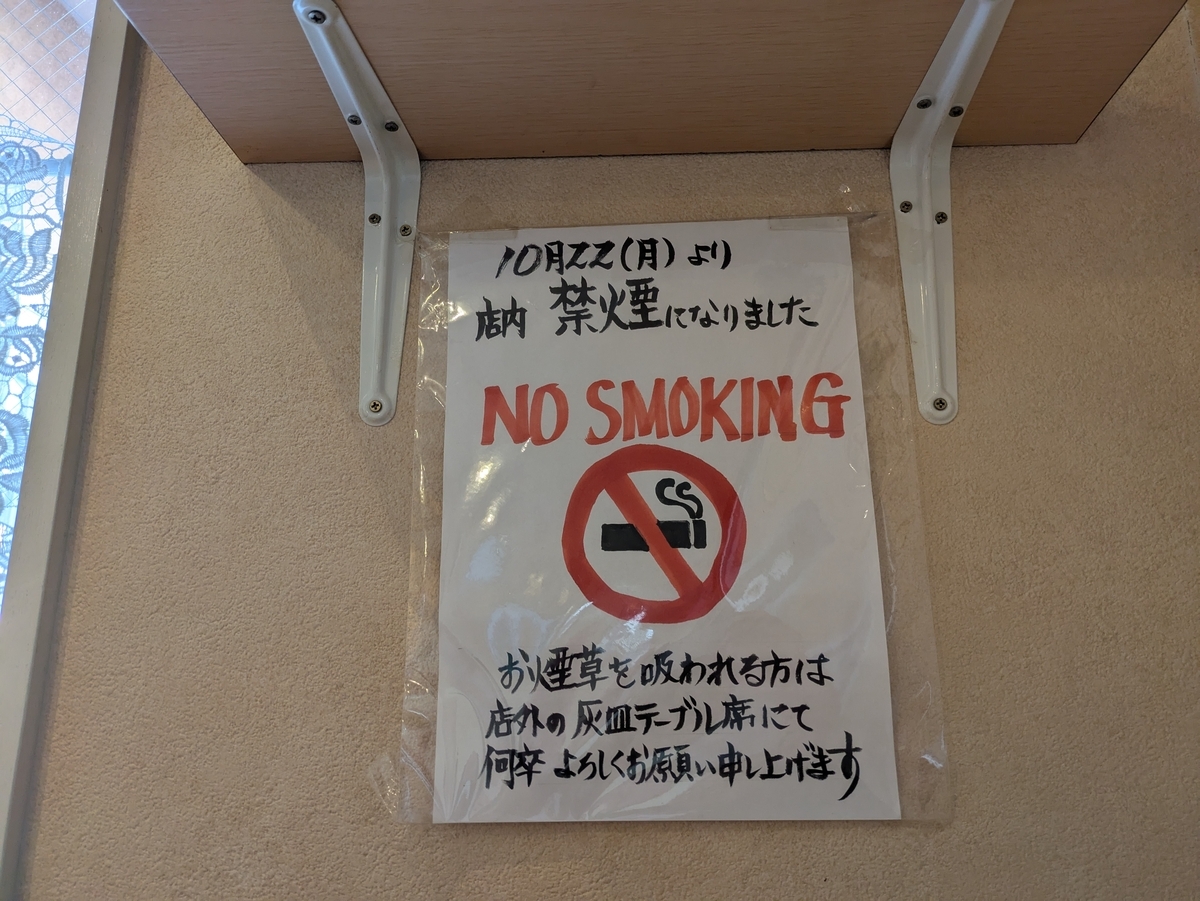 10月22(月)より
店内 禁煙になりました
NO SMOKING
お煙草を吸われる方は
店外の灰皿テーブル席にて
何卒よろしくお願い申し上げます